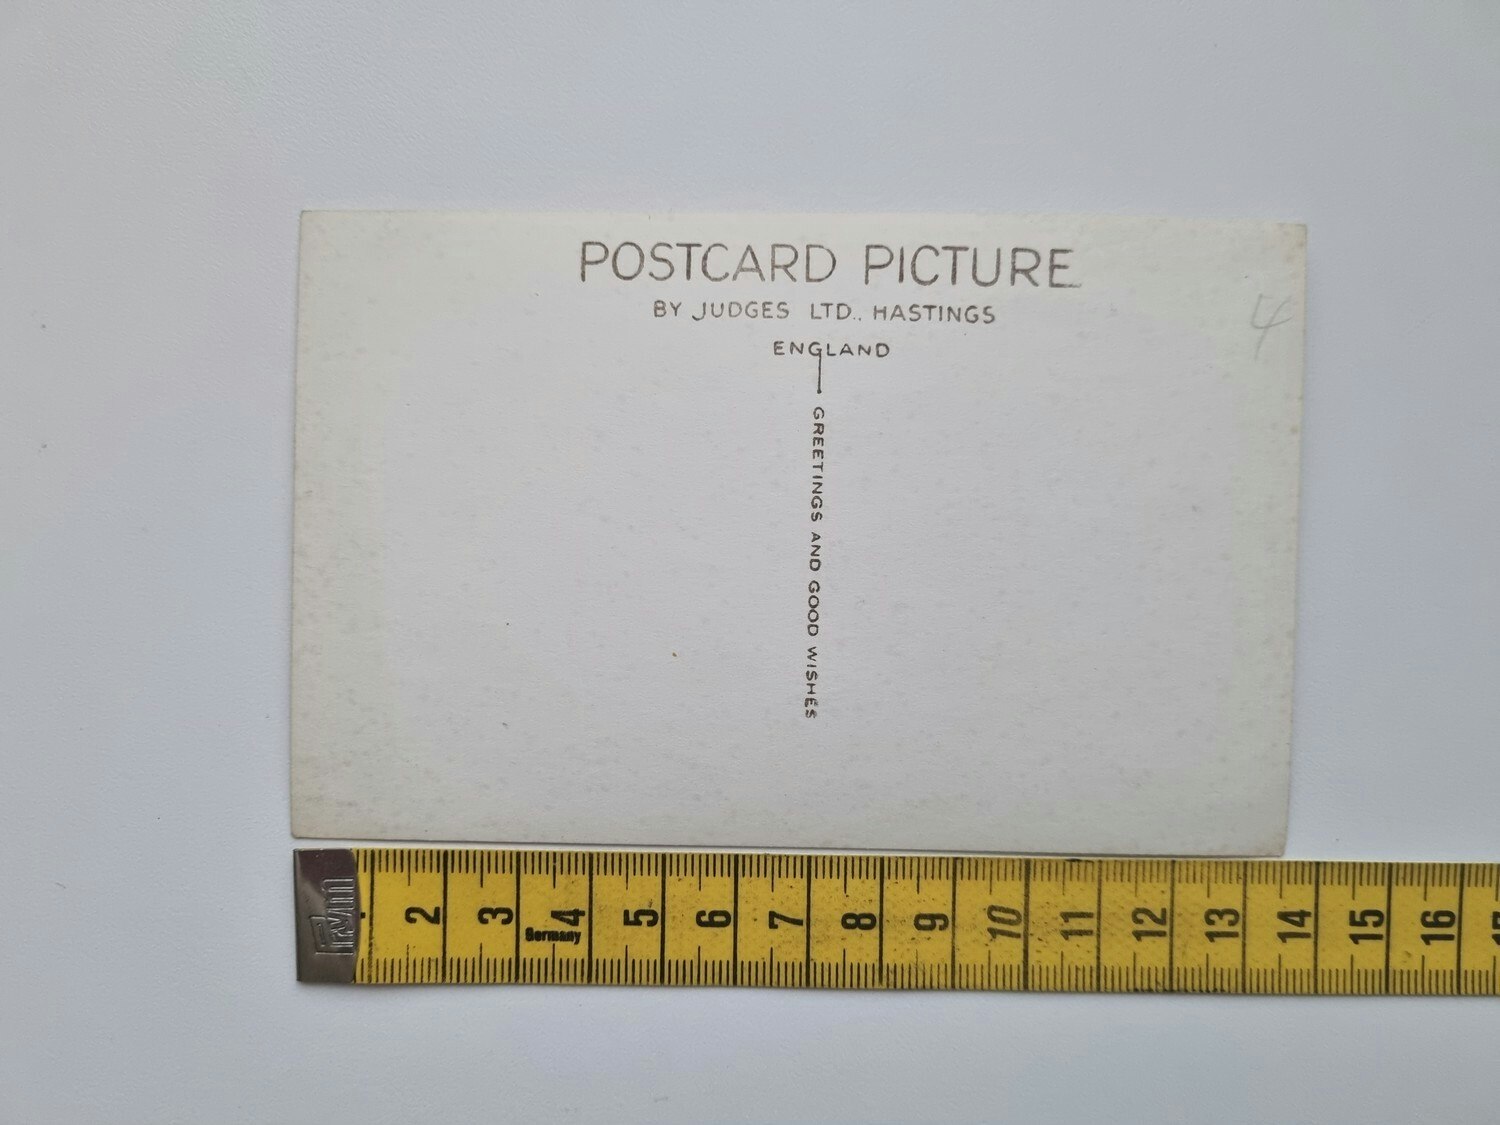 POSTCARD PICTURE
BY JUDGES LTD., HASTINGS
ENGLAND
GREETINGS AND GOOD WISHES
4
Prym
2 3 4 5 6 7 8 9 10 11 12 13 14 15 16
Germany